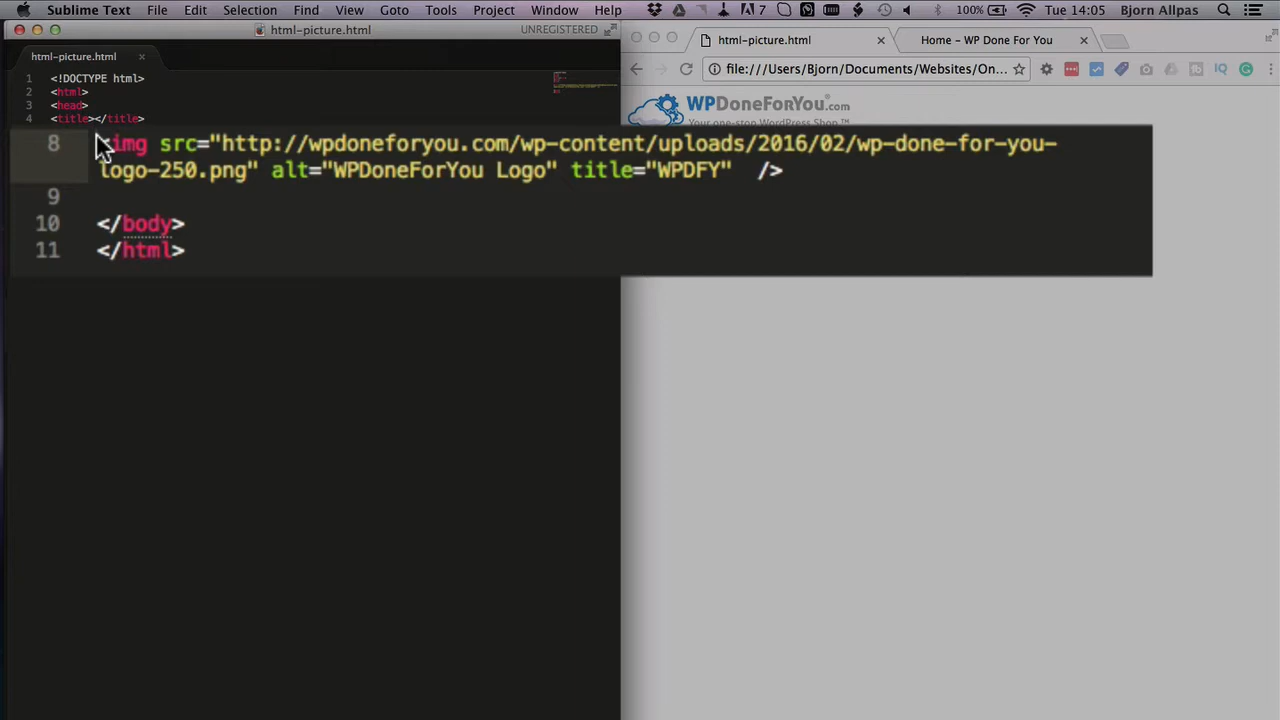 Sublime Text File Edit Selection Find View Goto Tools Project Window Help 7 100% Tue 14:05 Bjorn Allpas
html-picture.html UNREGISTERED
html-picture.html
html-picture.html Home – WP Done For You
file:///Users/Bjorn/Documents/Websites/On... IQ
1 <!DOCTYPE html>
2 <html>
3 <head>
4 <title></title>
WPDoneForYou.com
Your one-stop WordPress Shop ™
8 <img src="http://wpdoneforyou.com/wp-content/uploads/2016/02/wp-done-for-you-
logo-250.png" alt="WPDoneForYou Logo" title="WPDFY" />
9
10 </body>
11 </html>